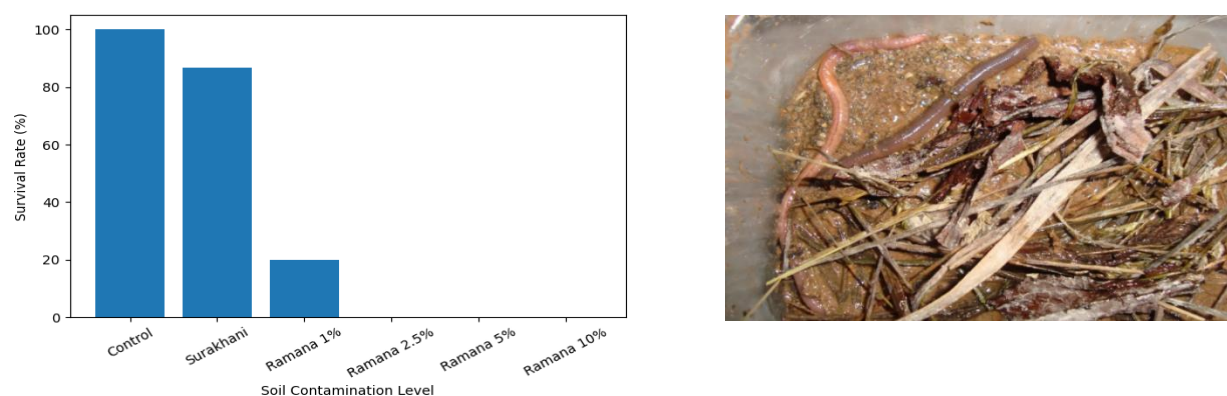 100
80
60
40
20
0
Survival Rate (%)
Control
Surakhani
Ramana 1%
Ramana 2.5%
Ramana 5%
Ramana 10%
Soil Contamination Level